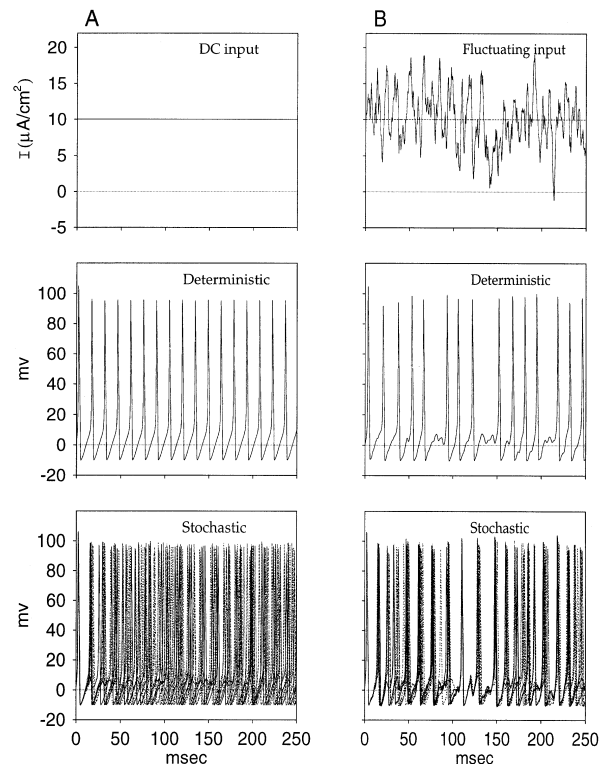 A
B
I (μA/cm²)
20
15
10
5
0
-5
DC input
Fluctuating input
mv
100
80
60
40
20
0
-20
Deterministic
Deterministic
mv
100
80
60
40
20
0
-20
Stochastic
Stochastic
0 50 100 150 200 250
0 50 100 150 200 250
msec
msec